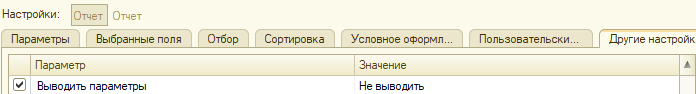 Настройки: Отчет Отчет
Параметры Выбранные поля Отбор Сортировка Условное оформл... Пользовательски... Другие настройк
Параметр Значение
Выводить параметры Не выводить